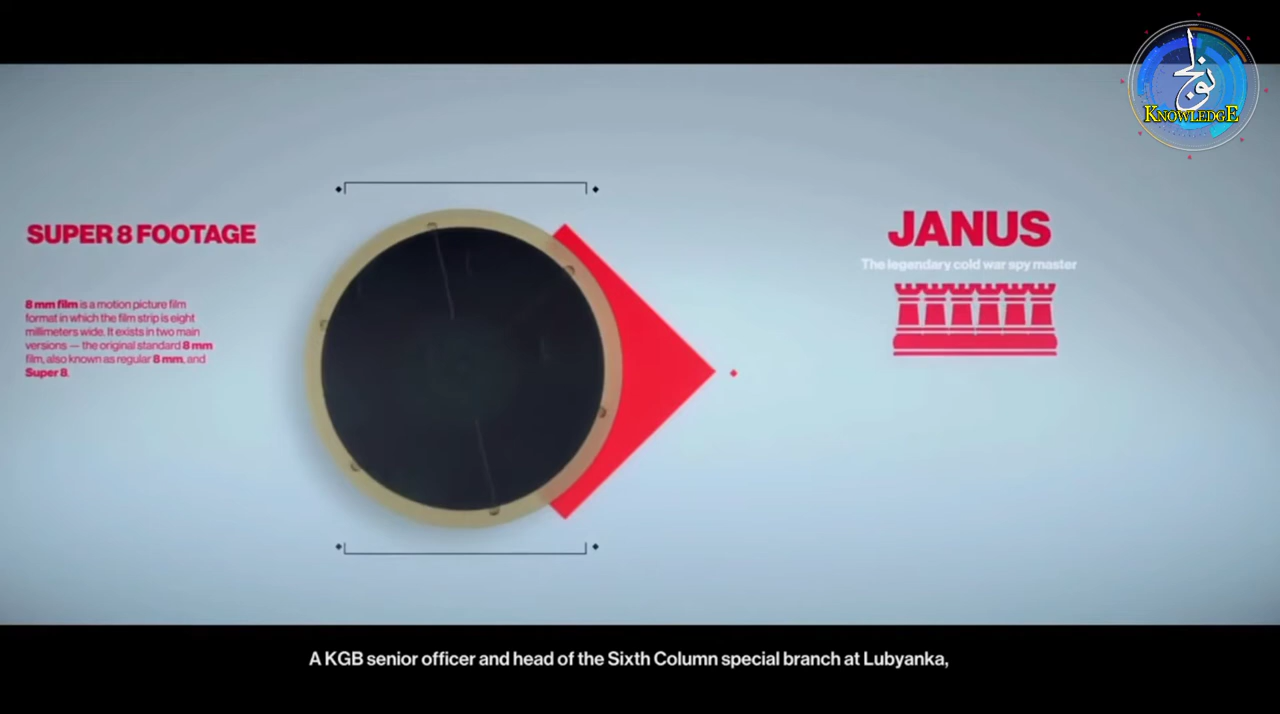 نولج
KNOWLEDGE
SUPER 8 FOOTAGE
8 mm film is a motion picture film
format in which the film strip is eight
millimeters wide. It exists in two main
versions — the original standard 8 mm
film, also known as regular 8 mm, and
Super 8.
JANUS
The legendary cold war spy master
A KGB senior officer and head of the Sixth Column special branch at Lubyanka,